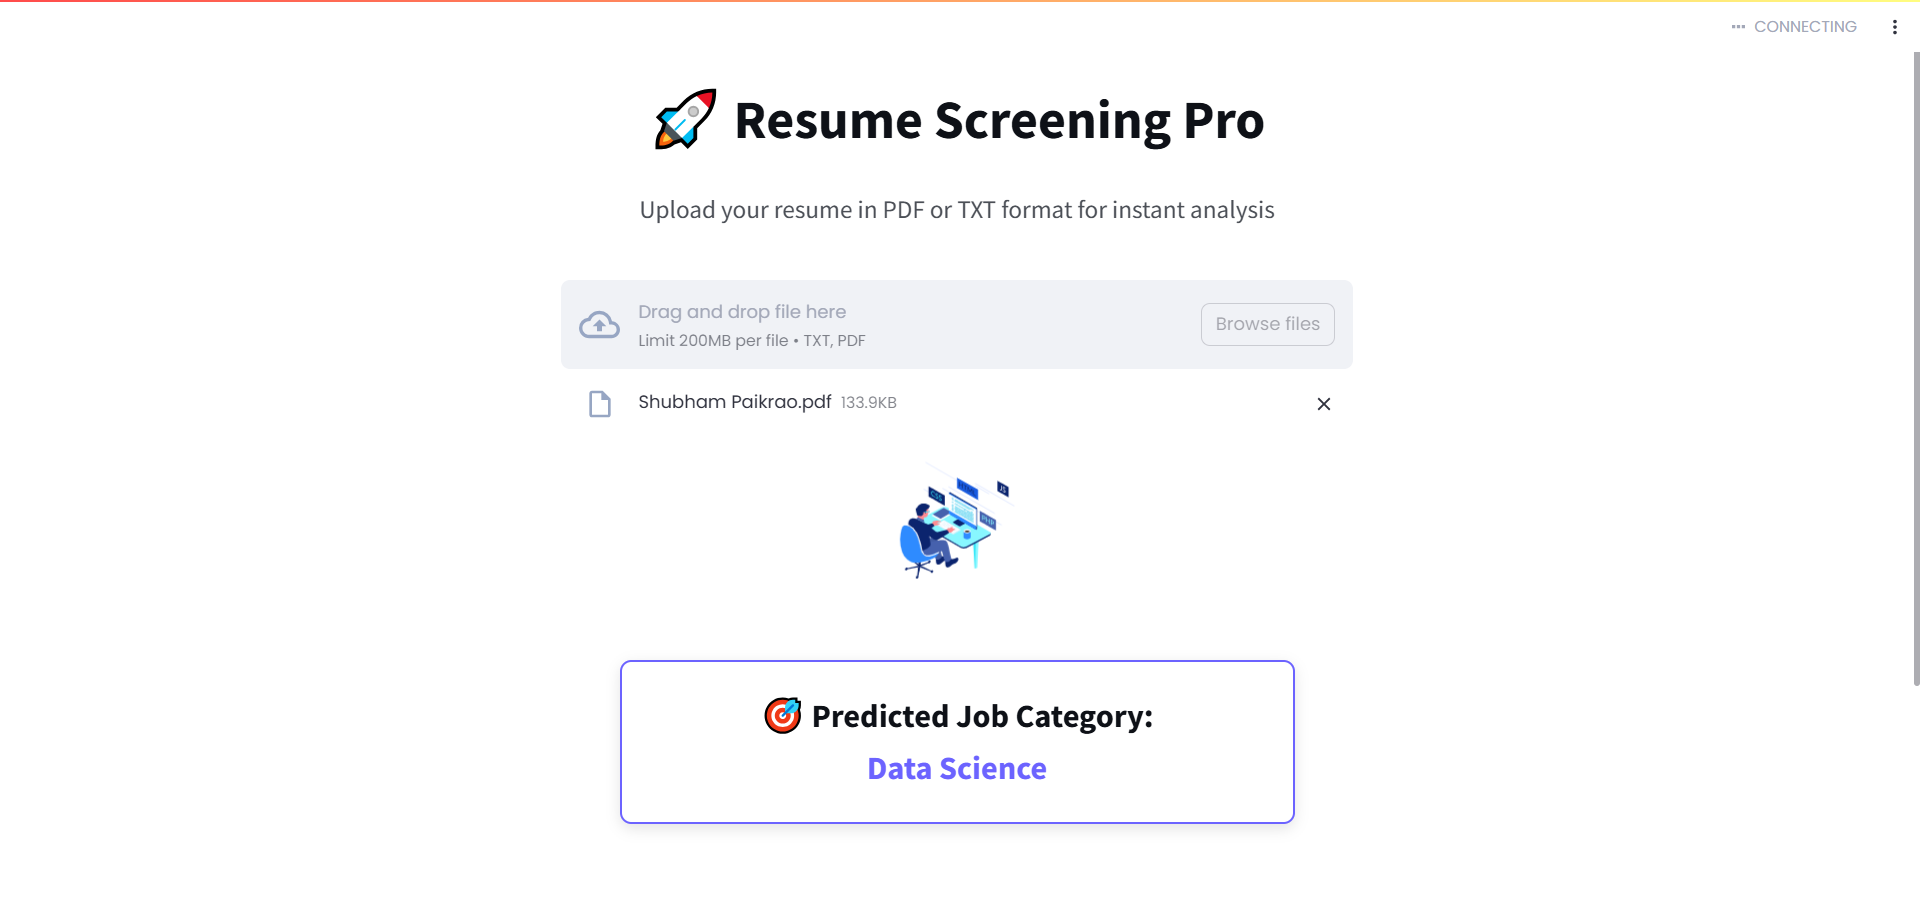 CONNECTING
Resume Screening Pro
Upload your resume in PDF or TXT format for instant analysis
Drag and drop file here
Limit 200MB per file • TXT, PDF
Browse files
Shubham Paikrao.pdf 133.9KB
JS
PHP
Predicted Job Category:
Data Science